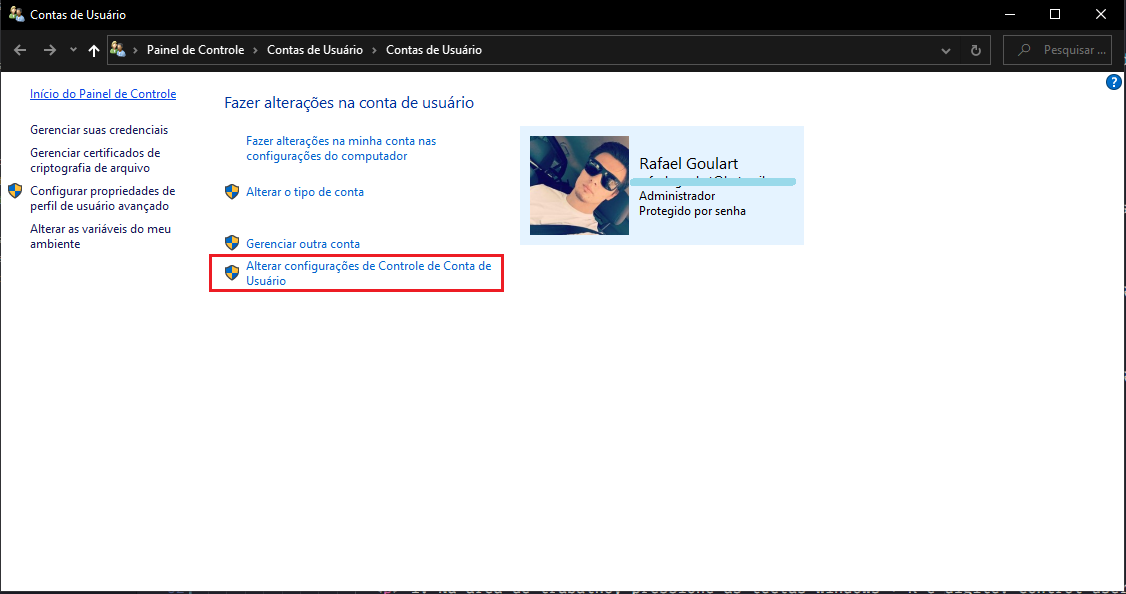 Contas de Usuário
Painel de Controle > Contas de Usuário > Contas de Usuário
Pesquisar ...
?
Início do Painel de Controle
Gerenciar suas credenciais
Gerenciar certificados de
criptografia de arquivo
Configurar propriedades de
perfil de usuário avançado
Alterar as variáveis do meu
ambiente
Fazer alterações na conta de usuário
Fazer alterações na minha conta nas
configurações do computador
Alterar o tipo de conta
Gerenciar outra conta
Alterar configurações de Controle de Conta de
Usuário
Rafael Goulart
Administrador
Protegido por senha